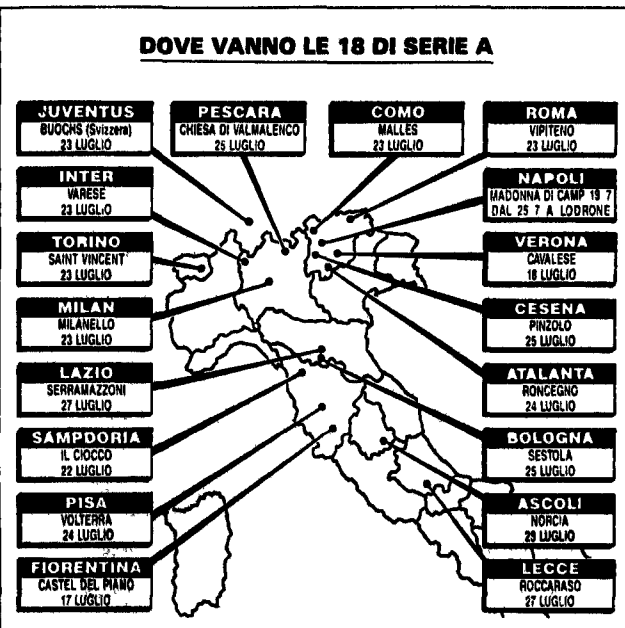 DOVE VANNO LE 18 DI SERIE A
JUVENTUS
BUOCHS (Svizzera)
23 LUGLIO
PESCARA
CHIESA DI VALMALENCO
25 LUGLIO
COMO
MALLES
23 LUGLIO
ROMA
VIPITENO
23 LUGLIO
INTER
VARESE
23 LUGLIO
NAPOLI
MADONNA DI CAMP 19 7
DAL 25 7 A LODRONE
TORINO
SAINT VINCENT
23 LUGLIO
VERONA
CAVALESE
18 LUGLIO
MILAN
MILANELLO
23 LUGLIO
CESENA
PINZOLO
25 LUGLIO
LAZIO
SERRAMAZZONI
27 LUGLIO
ATALANTA
RONCEGNO
24 LUGLIO
SAMPDORIA
IL CIOCCO
22 LUGLIO
BOLOGNA
SESTOLA
25 LUGLIO
PISA
VOLTERRA
24 LUGLIO
ASCOLI
NORCIA
29 LUGLIO
FIORENTINA
CASTEL DEL PIANO
17 LUGLIO
LECCE
ROCCARASO
27 LUGLIO